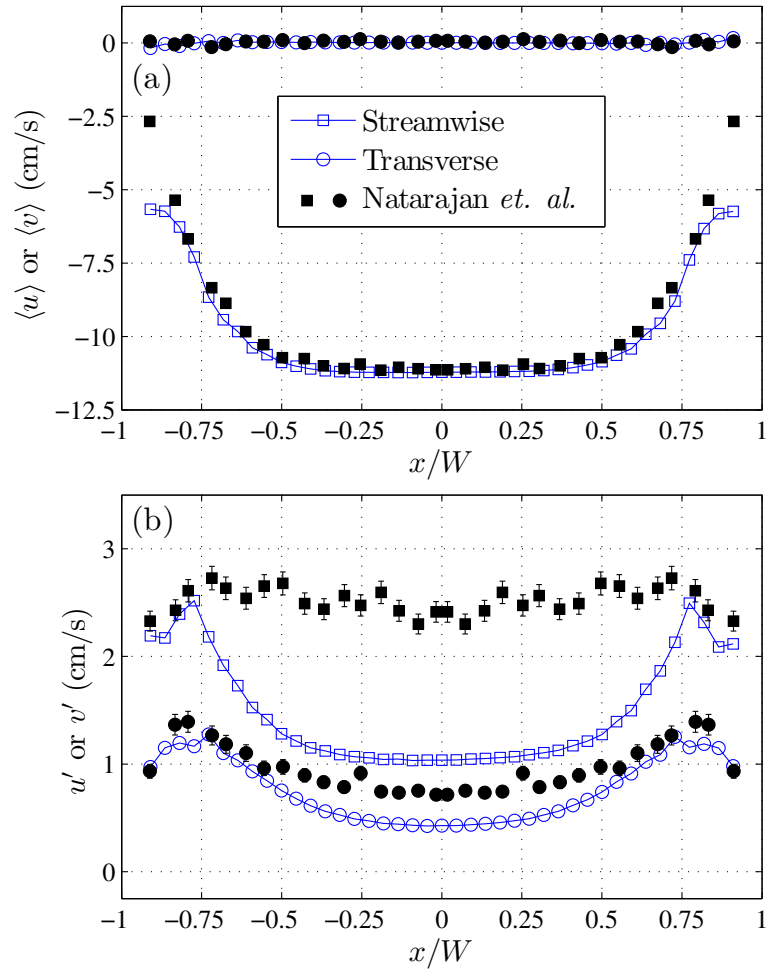 (a)
0
−2.5
−5
−7.5
−10
−12.5
⟨u⟩ or ⟨v⟩ (cm/s)
Streamwise
Transverse
Natarajan et. al.
−1 −0.75 −0.5 −0.25 0 0.25 0.5 0.75 1
x/W
(b)
3
2
1
0
u′ or v′ (cm/s)
−1 −0.75 −0.5 −0.25 0 0.25 0.5 0.75 1
x/W